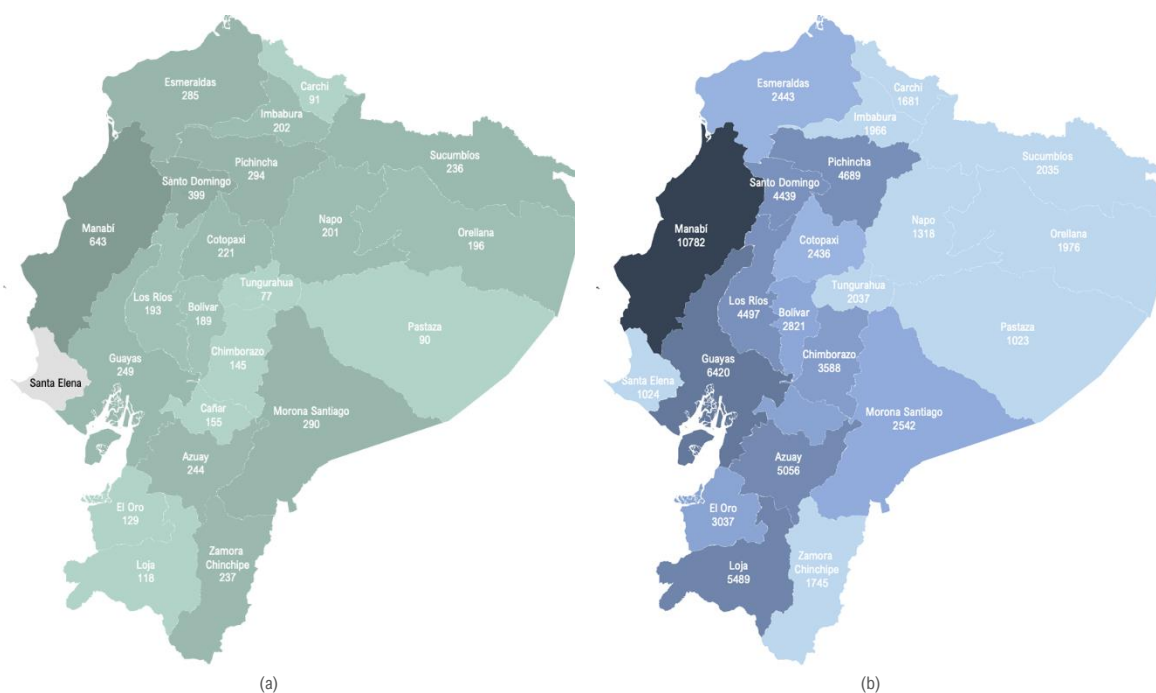 Esmeraldas
285
Carchi
91
Imbabura
202
Pichincha
294
Sucumbíos
236
Santo Domingo
399
Manabí
643
Napo
201
Orellana
196
Cotopaxi
221
Tungurahua
77
Los Ríos
193
Bolívar
189
Pastaza
90
Chimborazo
145
Guayas
249
Santa Elena
Cañar
155
Morona Santiago
290
Azuay
244
El Oro
129
Loja
118
Zamora
Chinchipe
237
(a)
Esmeraldas
2443
Carchi
1681
Imbabura
1966
Pichincha
4689
Sucumbíos
2035
Santo Domingo
4439
Manabí
10782
Napo
1318
Orellana
1976
Cotopaxi
2436
Tungurahua
2037
Los Ríos
4497
Bolívar
2821
Pastaza
1023
Chimborazo
3588
Guayas
6420
Santa Elena
1024
Morona Santiago
2542
Azuay
5056
El Oro
3037
Loja
5489
Zamora
Chinchipe
1745
(b)